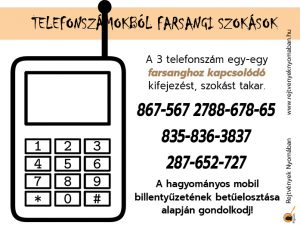 TELEFONSZÁMOKBÓL FARSANGI SZOKÁSOK
A 3 telefonszám egy-egy
farsanghoz kapcsolódó
kifejezést, szokást takar.
867-567 2788-678-65
835-836-3837
287-652-727
A hagyományos mobil
billentyűzetének betűelosztása
alapján gondolkodj!
1 2 3
4 5 6
7 8 9
* 0 #
www.rejtvenyeknyomaban.hu
Rejtvények Nyomában